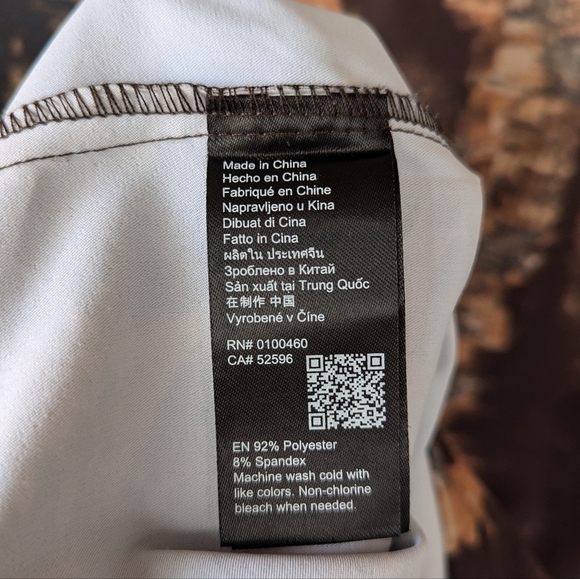 Made in China
Hecho en China
Fabriqué en Chine
Napravljeno u Kina
Dibuat di Cina
Fatto in Cina
ผลิตใน ประเทศจีน
Зроблено в Китай
Sản xuất tại Trung Quốc
在制作 中国
Vyrobené v Číne
RN# 0100460
CA# 52596
EN 92% Polyester
8% Spandex
Machine wash cold with
like colors. Non-chlorine
bleach when needed.